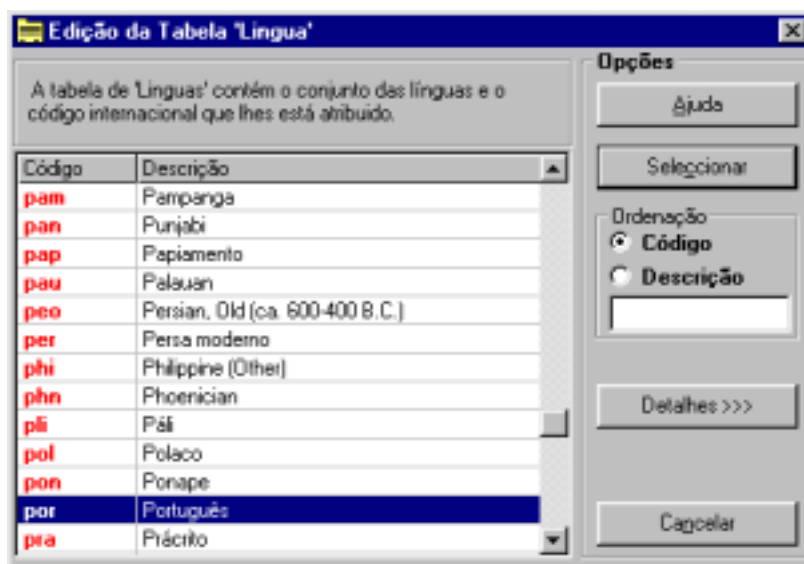 Edição da Tabela 'Lingua'
A tabela de 'Linguas' contém o conjunto das línguas e o
código internacional que lhes está atribuido.
Código Descrição
pam Pampanga
pan Punjabi
pap Papiamento
pau Palauan
peo Persian, Old (ca. 600-400 B.C.)
per Persa moderno
phi Philippine (Other)
phn Phoenician
pli Páli
pol Polaco
pon Ponape
por Português
pra Prácrito
Opções
Ajuda
Seleccionar
Ordenação
Código
Descrição
Detalhes >>>
Cancelar